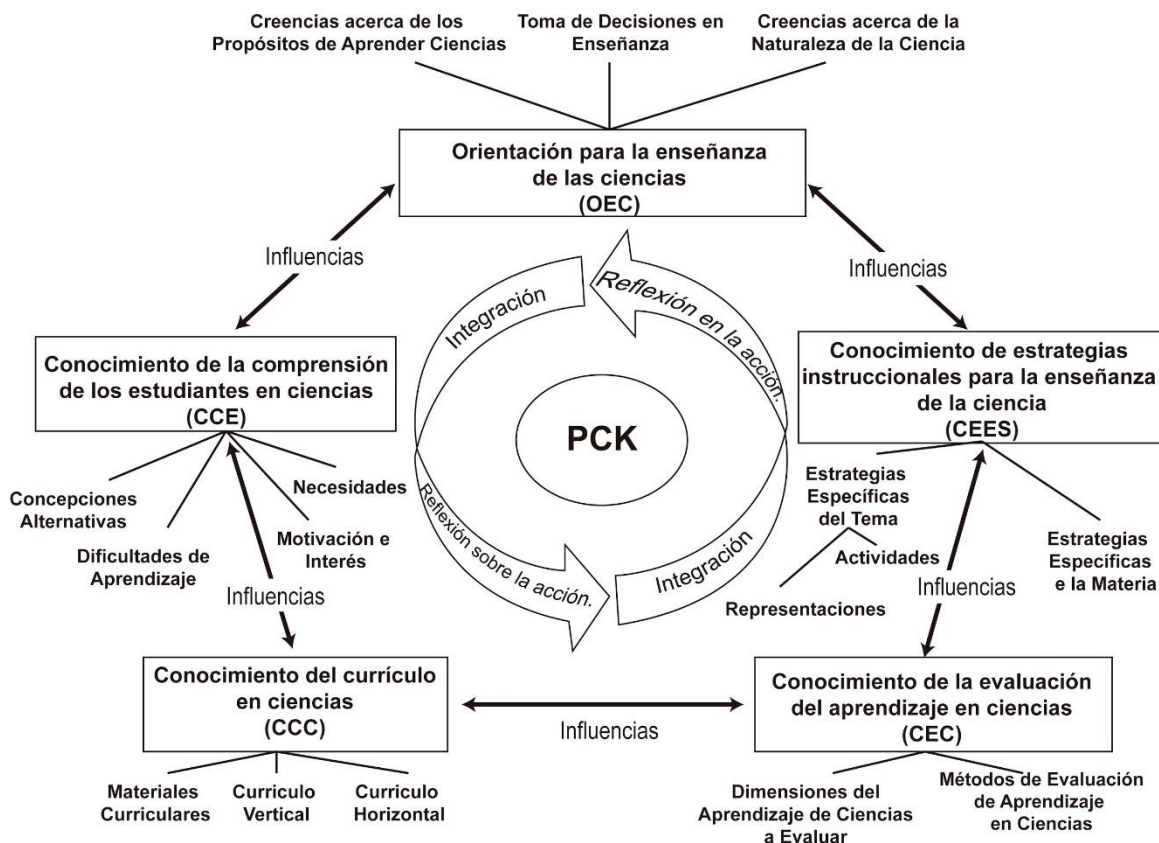 Creencias acerca de los
Propósitos de Aprender Ciencias
Toma de Decisiones en
Enseñanza
Creencias acerca de la
Naturaleza de la Ciencia
Orientación para la enseñanza
de las ciencias
(OEC)
Influencias
Influencias
Integración
Reflexión en la acción.
Conocimiento de la comprensión
de los estudiantes en ciencias
(CCE)
PCK
Conocimiento de estrategias
instruccionales para la enseñanza
de la ciencia
(CEES)
Concepciones
Alternativas
Necesidades
Dificultades de
Aprendizaje
Motivación e
Interés
Influencias
Reflexión sobre la acción.
Integración
Estrategias
Específicas
del Tema
Actividades
Representaciones
Estrategias
Específicas
e la Materia
Influencias
Conocimiento del currículo
en ciencias
(CCC)
Influencias
Conocimiento de la evaluación
del aprendizaje en ciencias
(CEC)
Materiales
Curriculares
Curriculo
Vertical
Curriculo
Horizontal
Dimensiones del
Aprendizaje de Ciencias
a Evaluar
Métodos de Evaluación
de Aprendizaje
en Ciencias